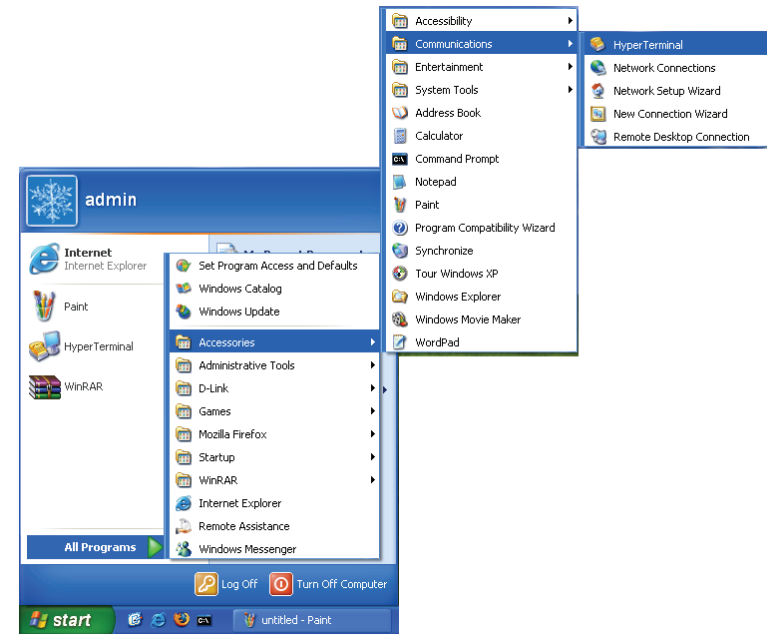 Accessibility
Communications
Entertainment
System Tools
Address Book
Calculator
Command Prompt
Notepad
Paint
Program Compatibility Wizard
Synchronize
Tour Windows XP
Windows Explorer
Windows Movie Maker
WordPad
HyperTerminal
Network Connections
Network Setup Wizard
New Connection Wizard
Remote Desktop Connection
admin
Internet
Internet Explorer
Paint
HyperTerminal
WinRAR
Set Program Access and Defaults
Windows Catalog
Windows Update
Accessories
Administrative Tools
D-Link
Games
Mozilla Firefox
Startup
WinRAR
Internet Explorer
Remote Assistance
Windows Messenger
All Programs
Log Off
Turn Off Computer
start
untitled - Paint